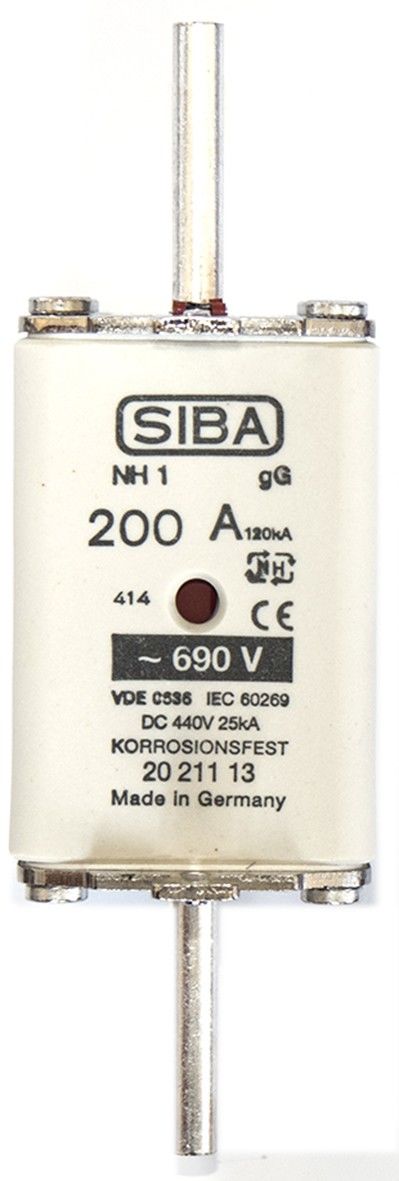 SIBA
NH 1 gG
200 A 120kA
NH
414 CE
~ 690 V
VDE 0636 IEC 60269
DC 440V 25kA
KORROSIONSFEST
20 211 13
Made in Germany